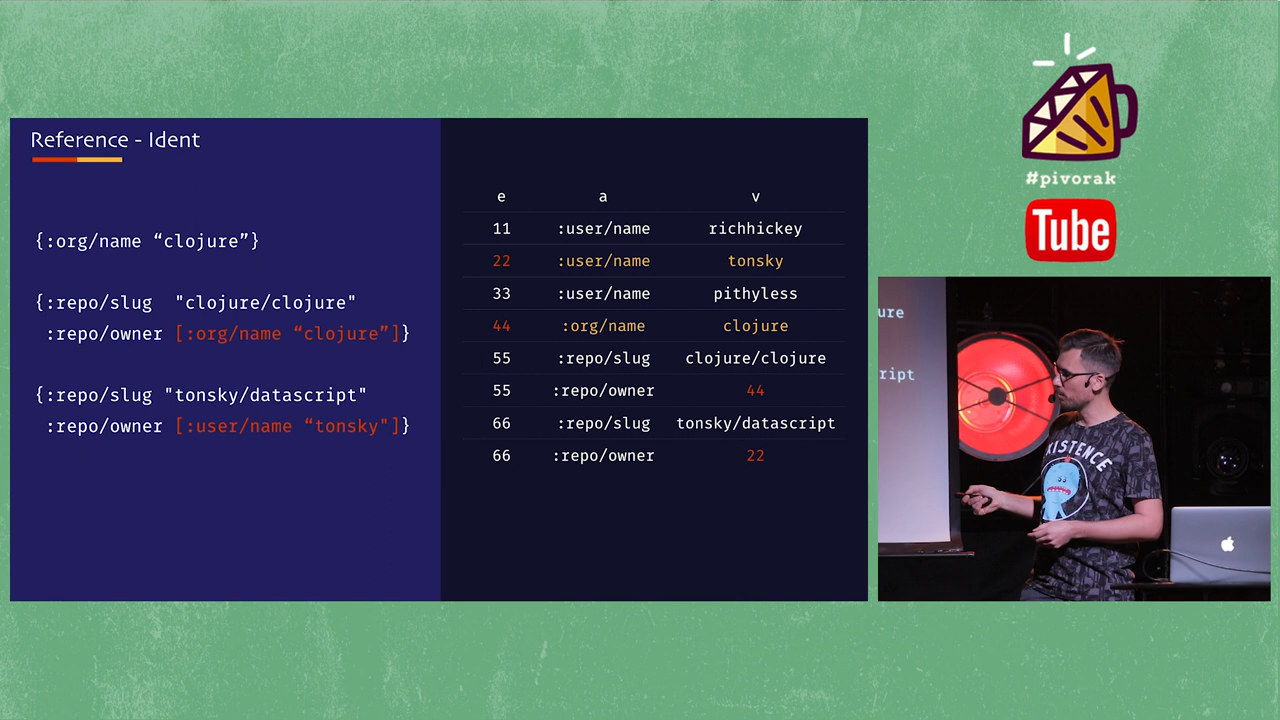 Reference - Ident
{:org/name “clojure”}
{:repo/slug "clojure/clojure"
:repo/owner [:org/name “clojure”]}
{:repo/slug "tonsky/datascript"
:repo/owner [:user/name “tonsky"]}
e a v
11 :user/name richhickey
22 :user/name tonsky
33 :user/name pithyless
44 :org/name clojure
55 :repo/slug clojure/clojure
55 :repo/owner 44
66 :repo/slug tonsky/datascript
66 :repo/owner 22
#pivorak
Tube
ure
ript
XISTENCE